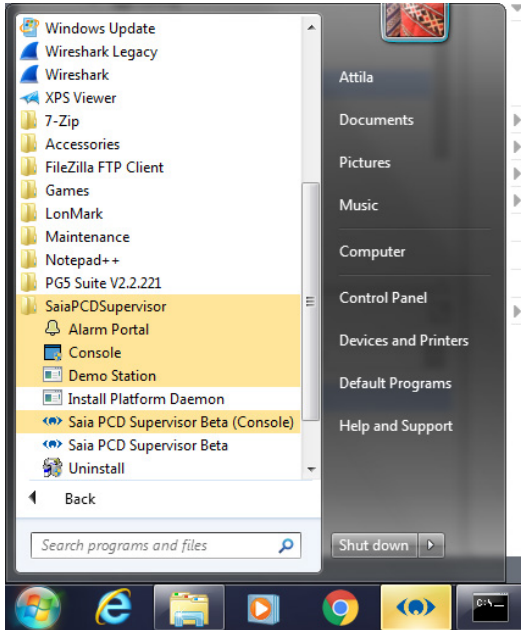 Windows Update
Wireshark Legacy
Wireshark
XPS Viewer
7-Zip
Accessories
FileZilla FTP Client
Games
LonMark
Maintenance
Notepad++
PG5 Suite V2.2.221
SaiaPCDSupervisor
Alarm Portal
Console
Demo Station
Install Platform Daemon
Saia PCD Supervisor Beta (Console)
Saia PCD Supervisor Beta
Uninstall
Back
Search programs and files
Attila
Documents
Pictures
Music
Computer
Control Panel
Devices and Printers
Default Programs
Help and Support
Shut down
C:\_